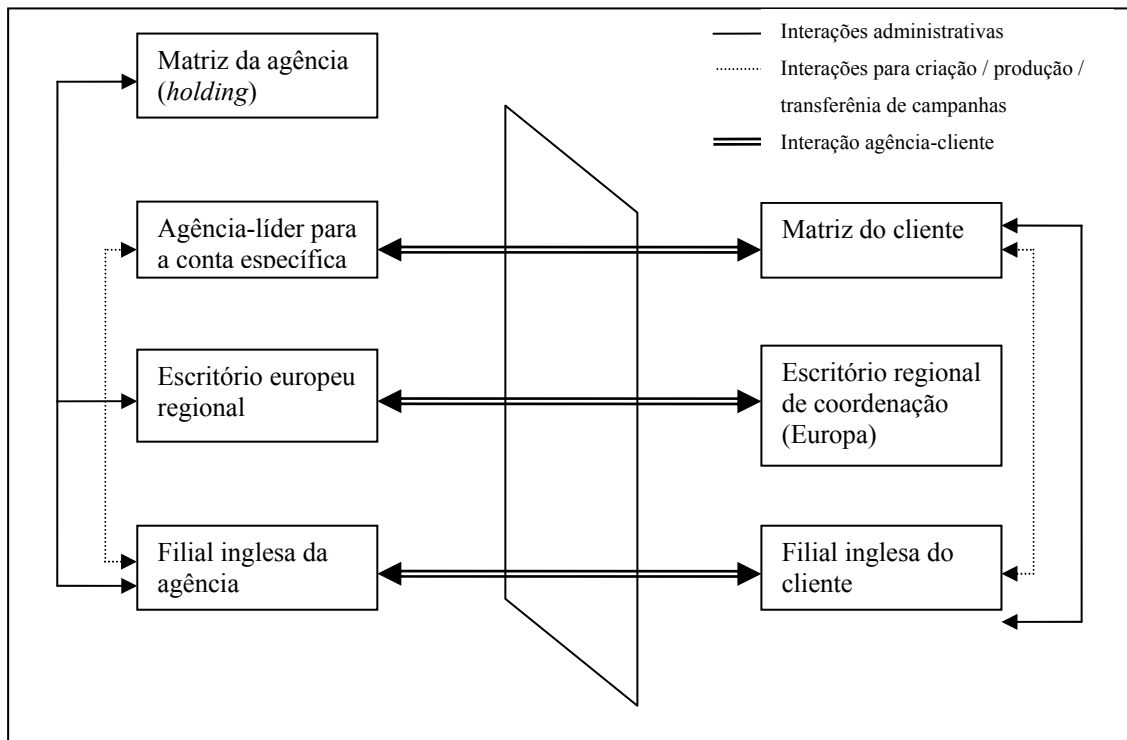 Matriz da agência
(holding)
Interações administrativas
Interações para criação / produção /
transferênia de campanhas
Interação agência-cliente
Agência-líder para
a conta específica
Matriz do cliente
Escritório europeu
regional
Escritório regional
de coordenação
(Europa)
Filial inglesa da
agência
Filial inglesa do
cliente